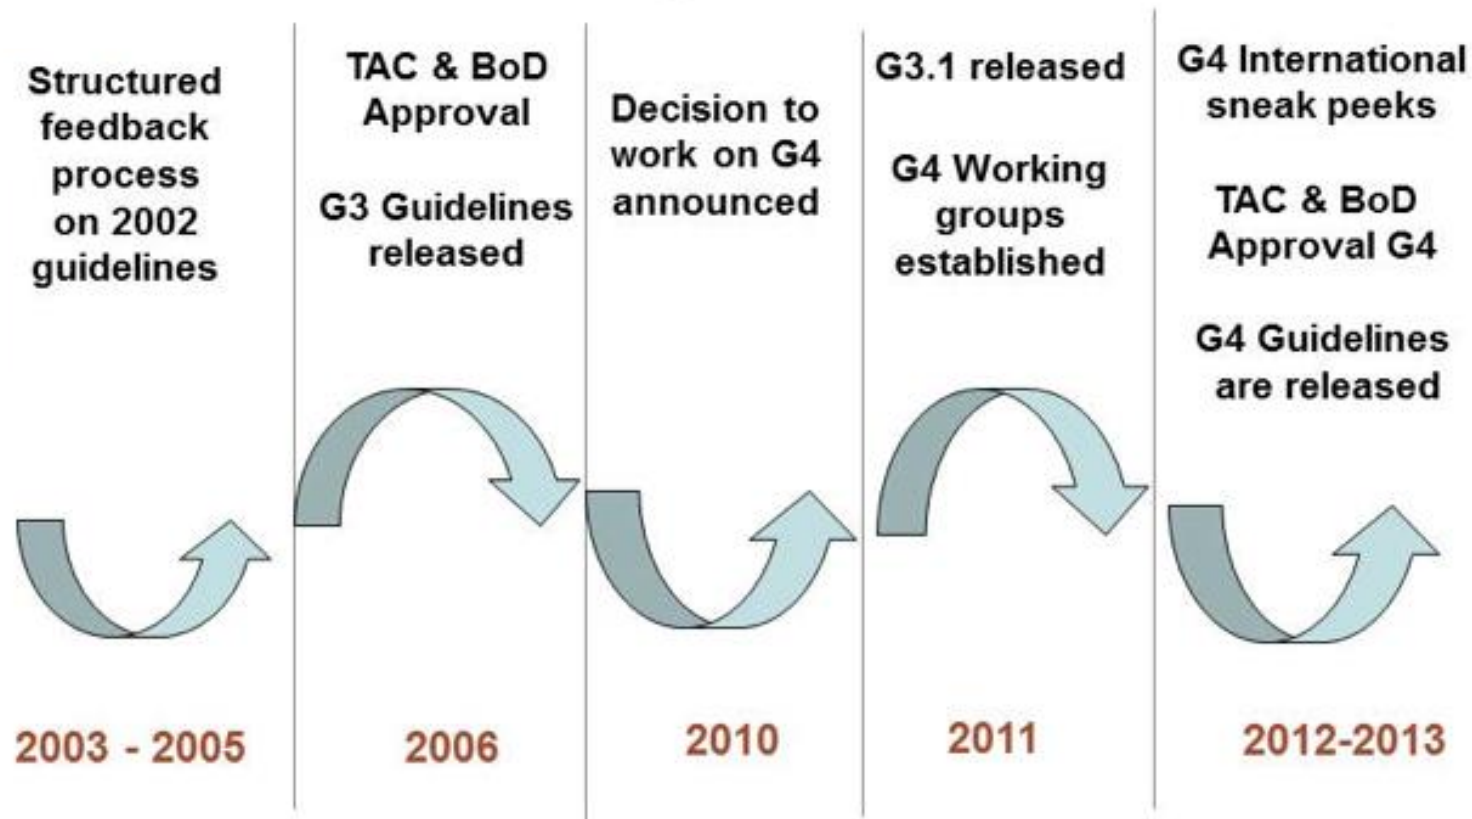 Structured
feedback
process
on 2002
guidelines
2003 - 2005
TAC & BoD
Approval
G3 Guidelines
released
2006
Decision to
work on G4
announced
2010
G3.1 released
G4 Working
groups
established
2011
G4 International
sneak peeks
TAC & BoD
Approval G4
G4 Guidelines
are released
2012-2013